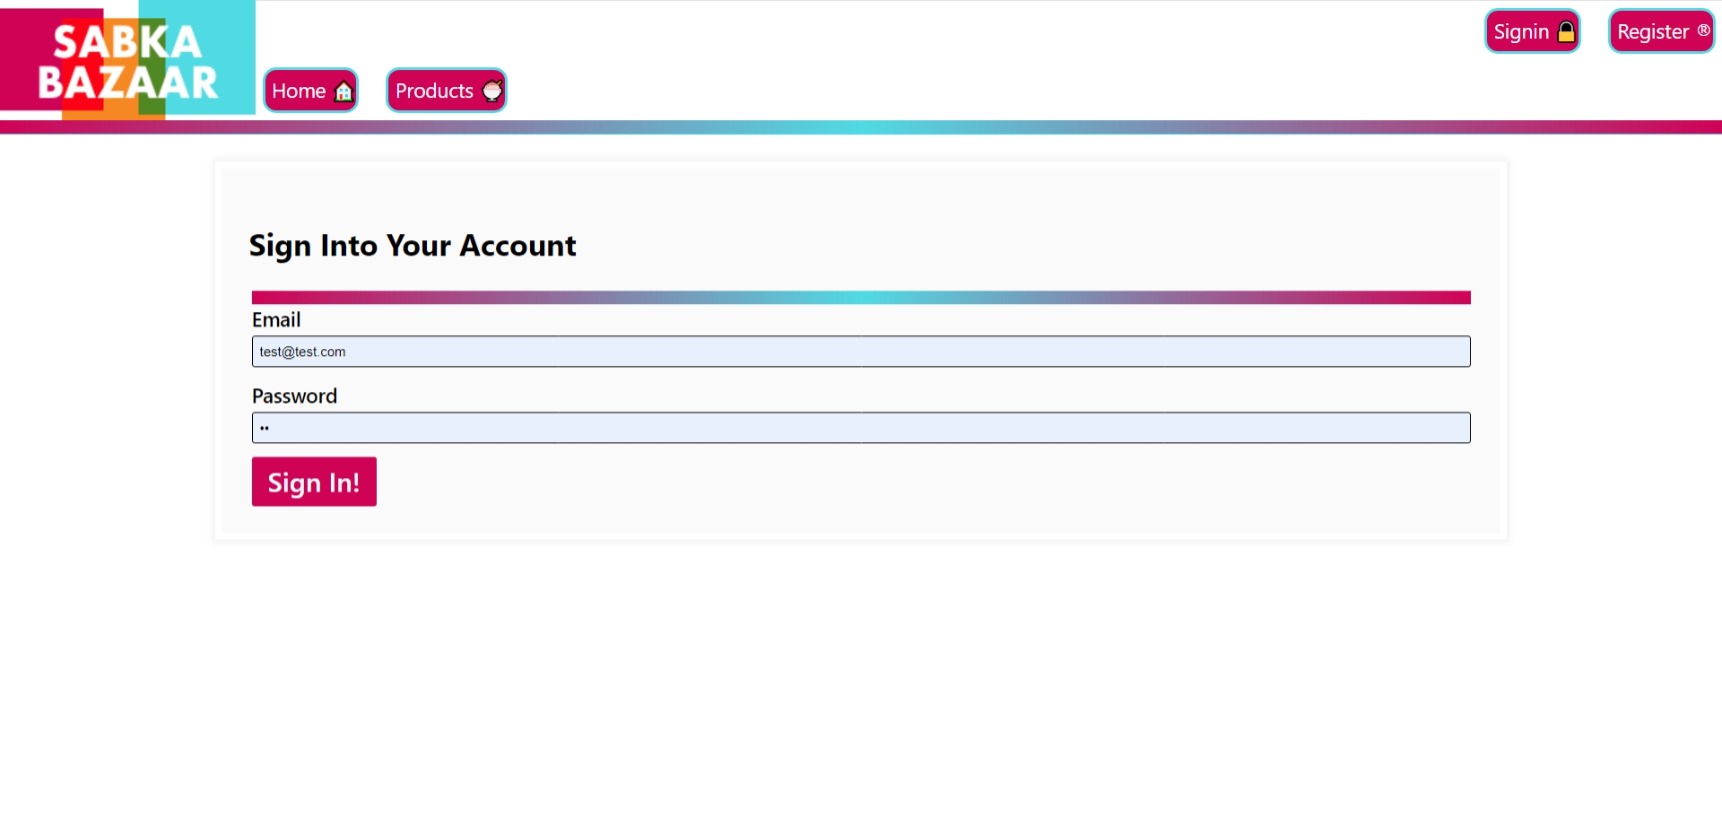 SABKA
BAZAAR
Signin
Register ®
Home
Products
Sign Into Your Account
Email
test@test.com
Password
••
Sign In!